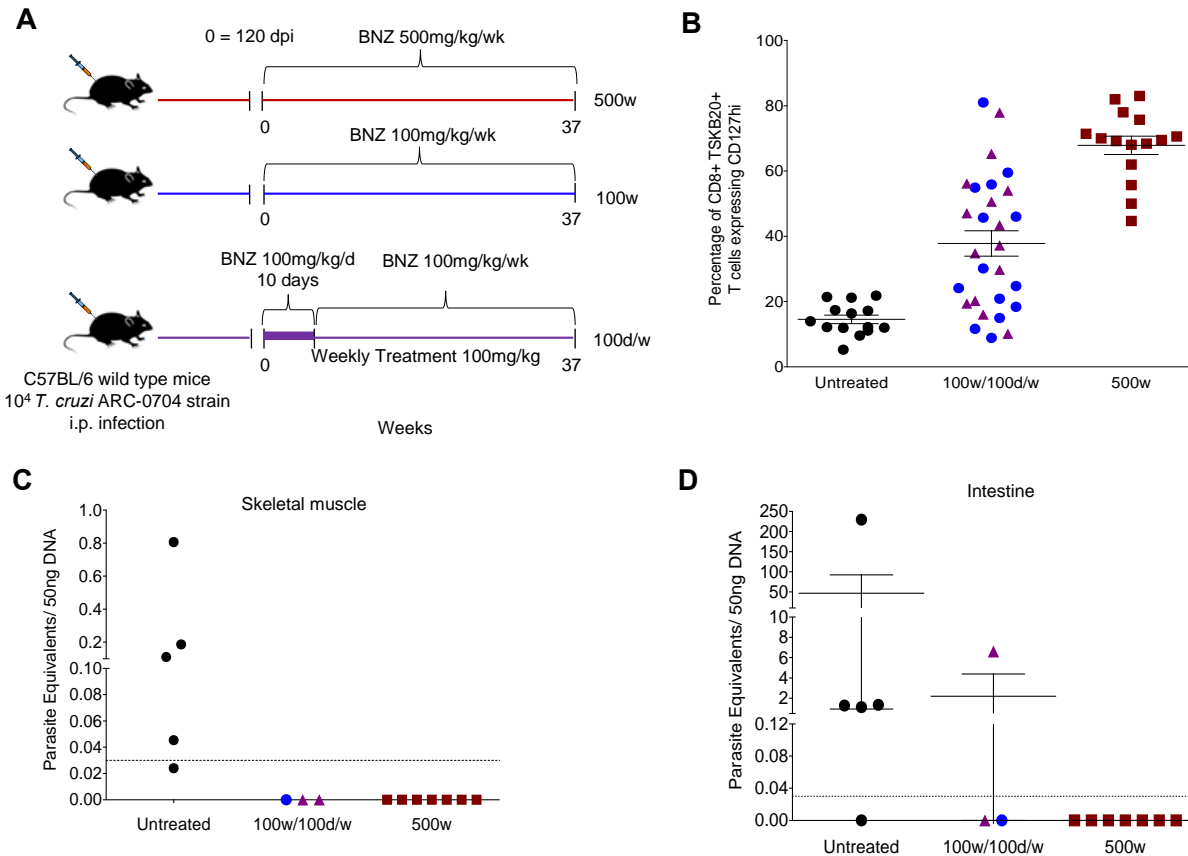 A
0 = 120 dpi
BNZ 500mg/kg/wk
500w
0
37
BNZ 100mg/kg/wk
100w
0
37
BNZ 100mg/kg/d
10 days
BNZ 100mg/kg/wk
100d/w
Weekly Treatment 100mg/kg
0
37
C57BL/6 wild type mice
10⁴ T. cruzi ARC-0704 strain
i.p. infection
Weeks
B
Percentage of CD8+ TSKB20+
T cells expressing CD127hi
100
80
60
40
20
0
Untreated
100w/100d/w
500w
C
Skeletal muscle
Parasite Equivalents/ 50ng DNA
1.0
0.8
0.6
0.4
0.2
0.10
0.08
0.06
0.04
0.02
0.00
Untreated
100w/100d/w
500w
D
Intestine
Parasite Equivalents/ 50ng DNA
250
200
150
100
50
10
8
6
4
2
0.12
0.08
0.04
0.00
Untreated
100w/100d/w
500w